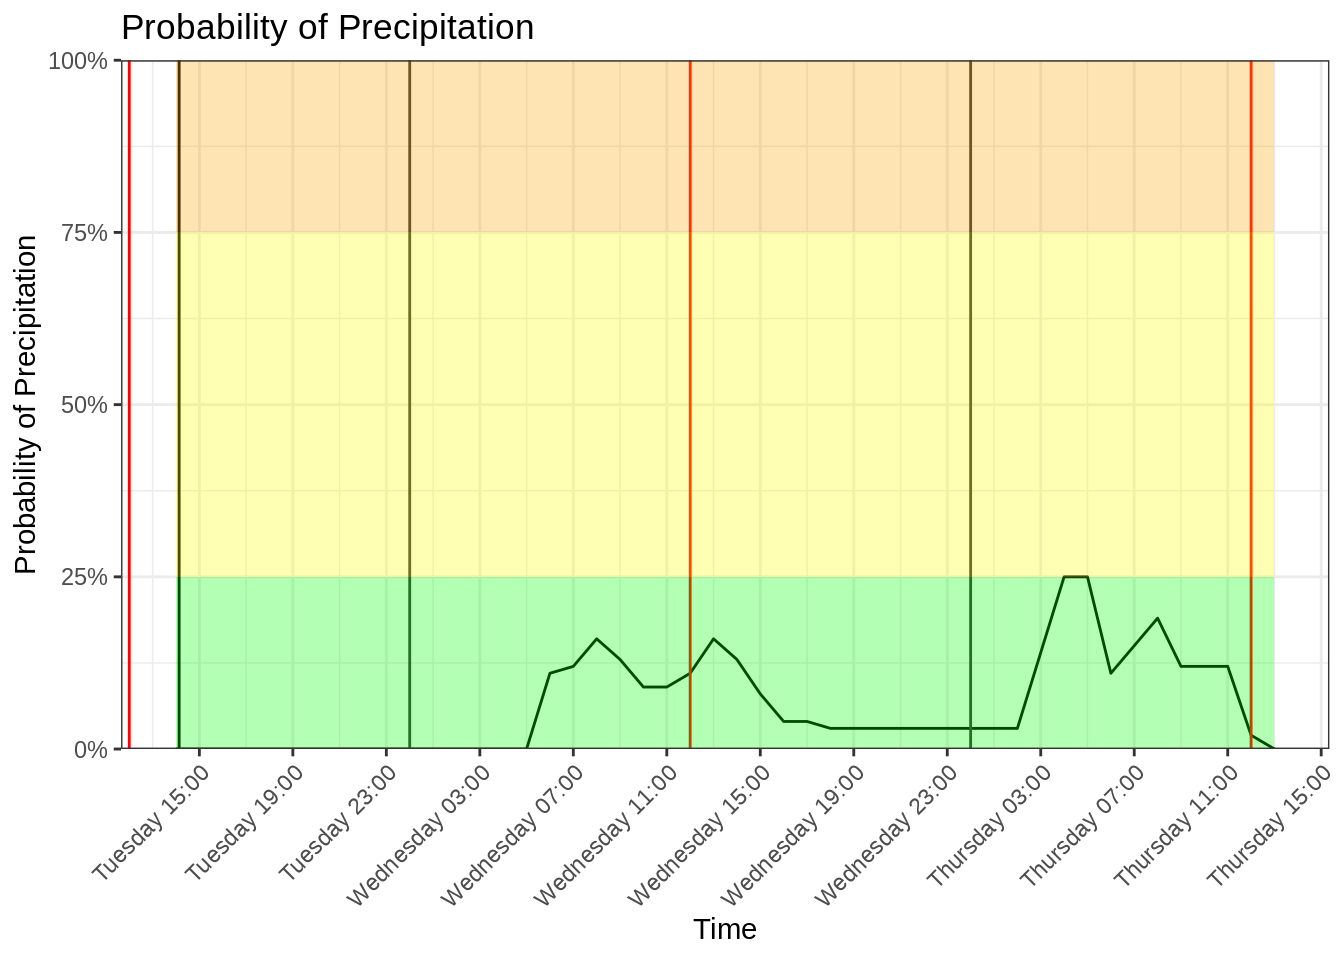 Probability of Precipitation
100%
75%
50%
25%
0%
Probability of Precipitation
Tuesday 15:00
Tuesday 19:00
Tuesday 23:00
Wednesday 03:00
Wednesday 07:00
Wednesday 11:00
Wednesday 15:00
Wednesday 19:00
Wednesday 23:00
Thursday 03:00
Thursday 07:00
Thursday 11:00
Thursday 15:00
Time